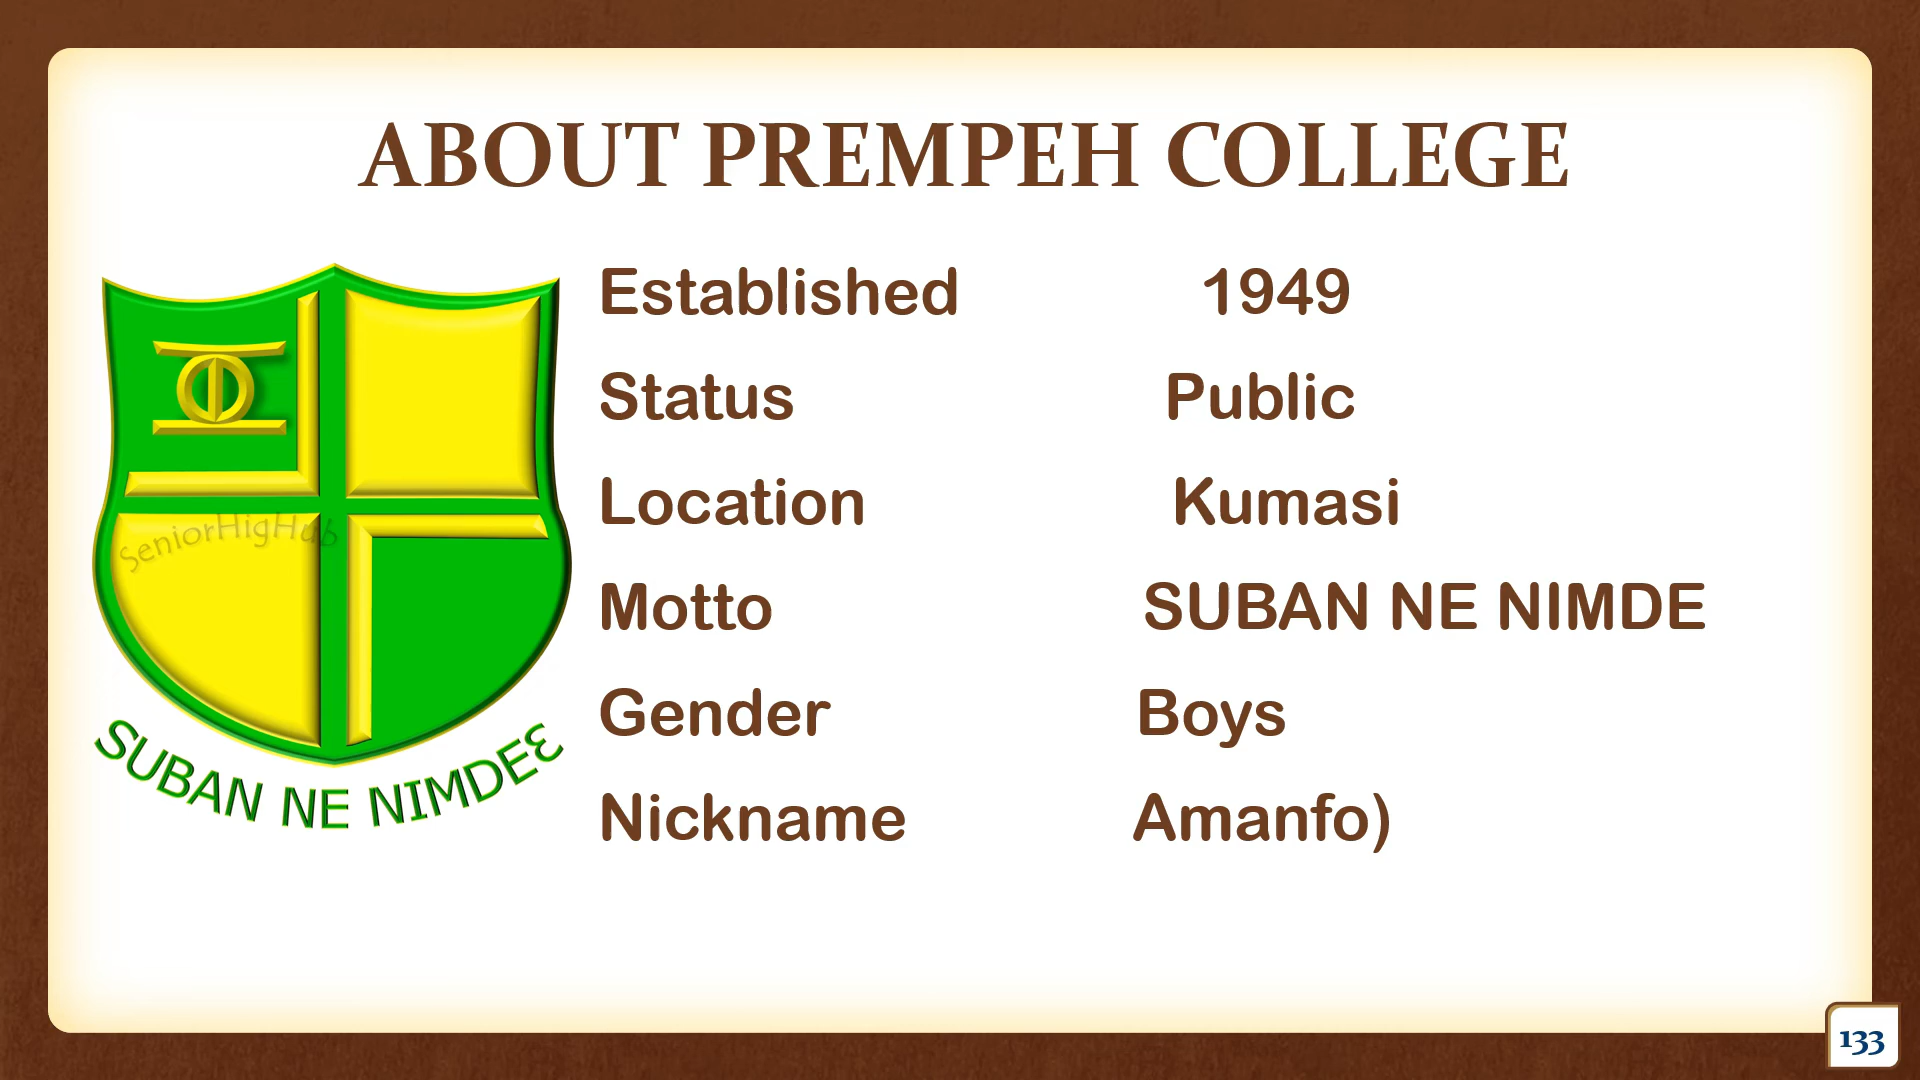 ABOUT PREMPEH COLLEGE
Established 1949
Status Public
Location Kumasi
Motto SUBAN NE NIMDE
Gender Boys
Nickname Amanfo)
SeniorHigHub
SUBAN NE NIMDEƐ
133